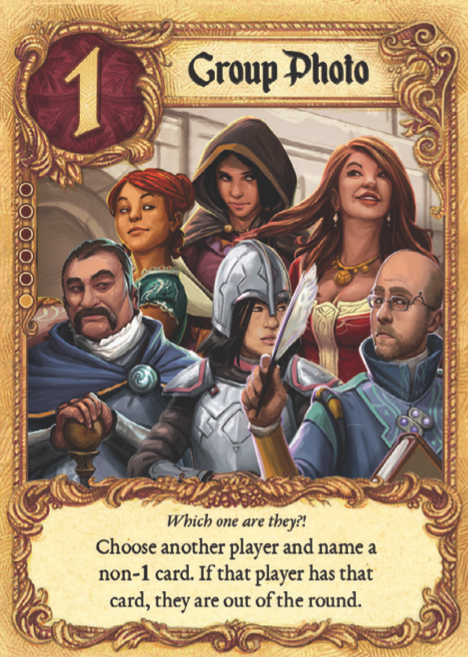 1
Group Photo
Which one are they?!
Choose another player and name a
non-1 card. If that player has that
card, they are out of the round.